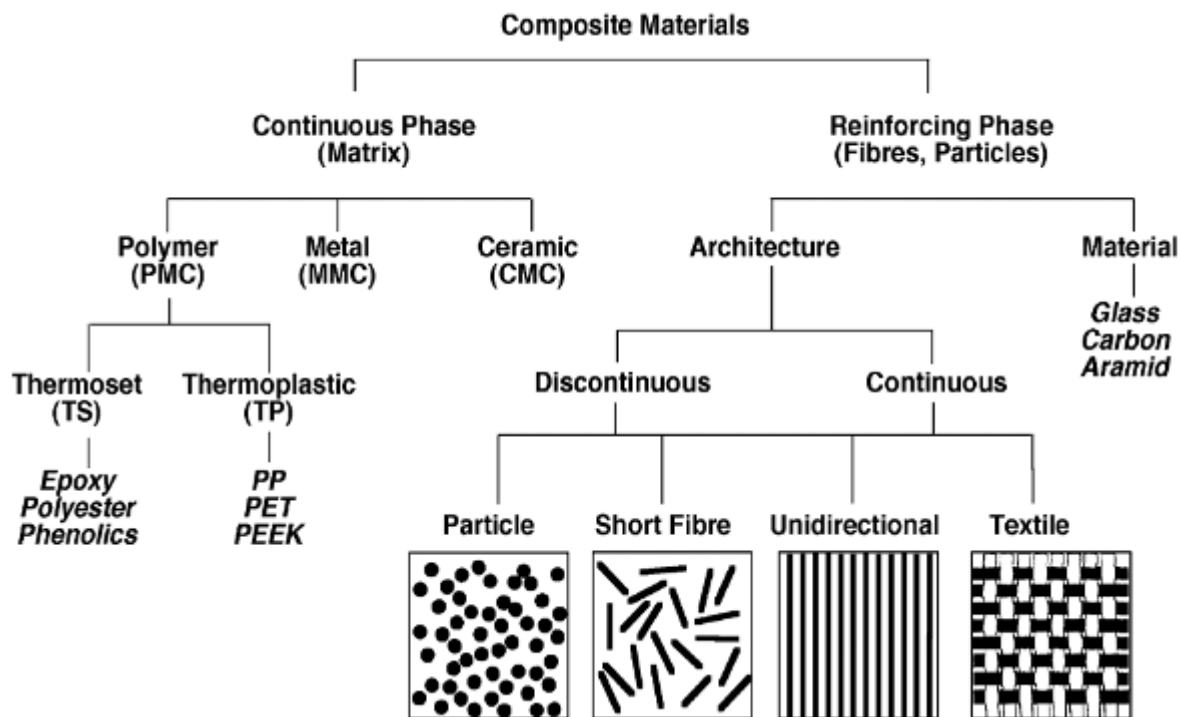 Composite Materials
Continuous Phase
(Matrix)
Reinforcing Phase
(Fibres, Particles)
Polymer
(PMC)
Metal
(MMC)
Ceramic
(CMC)
Architecture
Material
Glass
Carbon
Aramid
Thermoset
(TS)
Thermoplastic
(TP)
Discontinuous
Continuous
Epoxy
Polyester
Phenolics
PP
PET
PEEK
Particle
Short Fibre
Unidirectional
Textile